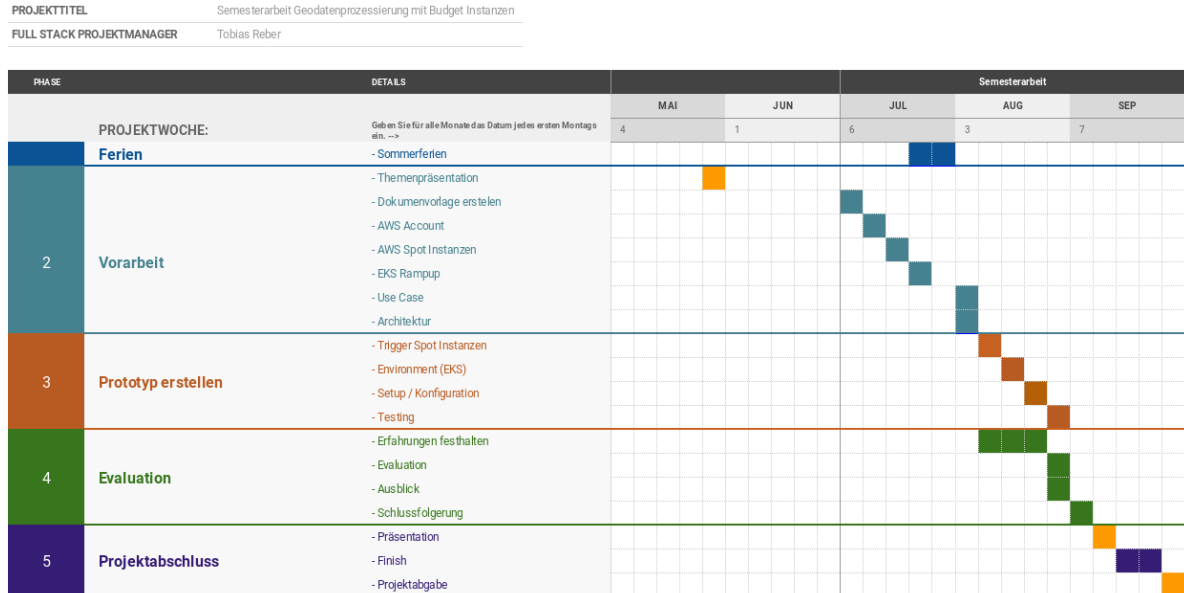 PROJEKTTITEL Semesterarbeit Geodatenprozessierung mit Budget Instanzen
FULL STACK PROJEKTMANAGER Tobias Reber
PHASE DETAILS Semesterarbeit
MAI JUN JUL AUG SEP
PROJEKTWOCHE: Geben Sie für alle Monate das Datum jedes ersten Montags
ein. --> 4 1 6 3 7
Ferien - Sommerferien
- Themenpräsentation
- Dokumenvorlage erstelen
- AWS Account
- AWS Spot Instanzen
2 Vorarbeit
- EKS Rampup
- Use Case
- Architektur
- Trigger Spot Instanzen
- Environment (EKS)
3 Prototyp erstellen
- Setup / Konfiguration
- Testing
- Erfahrungen festhalten
- Evaluation
4 Evaluation
- Ausblick
- Schlussfolgerung
- Präsentation
5 Projektabschluss - Finish
- Projektabgabe